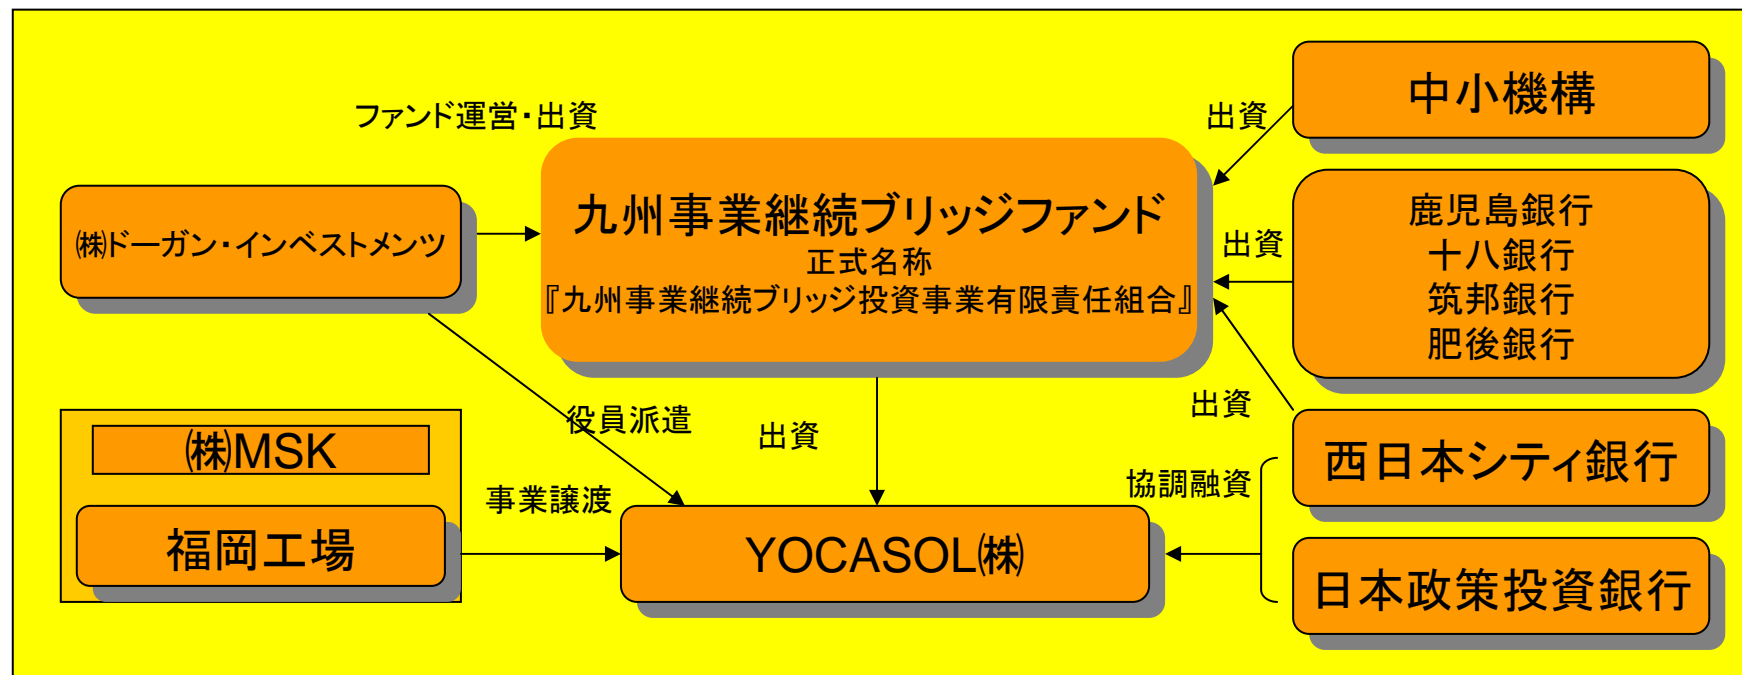 中小機構
ファンド運営・出資
出資
九州事業継続ブリッジファンド
正式名称
『九州事業継続ブリッジ投資事業有限責任組合』
㈱ドーガン・インベストメンツ
出資
鹿児島銀行
十八銀行
筑邦銀行
肥後銀行
役員派遣
出資
出資
㈱MSK
福岡工場
事業譲渡
YOCASOL㈱
協調融資
西日本シティ銀行
日本政策投資銀行